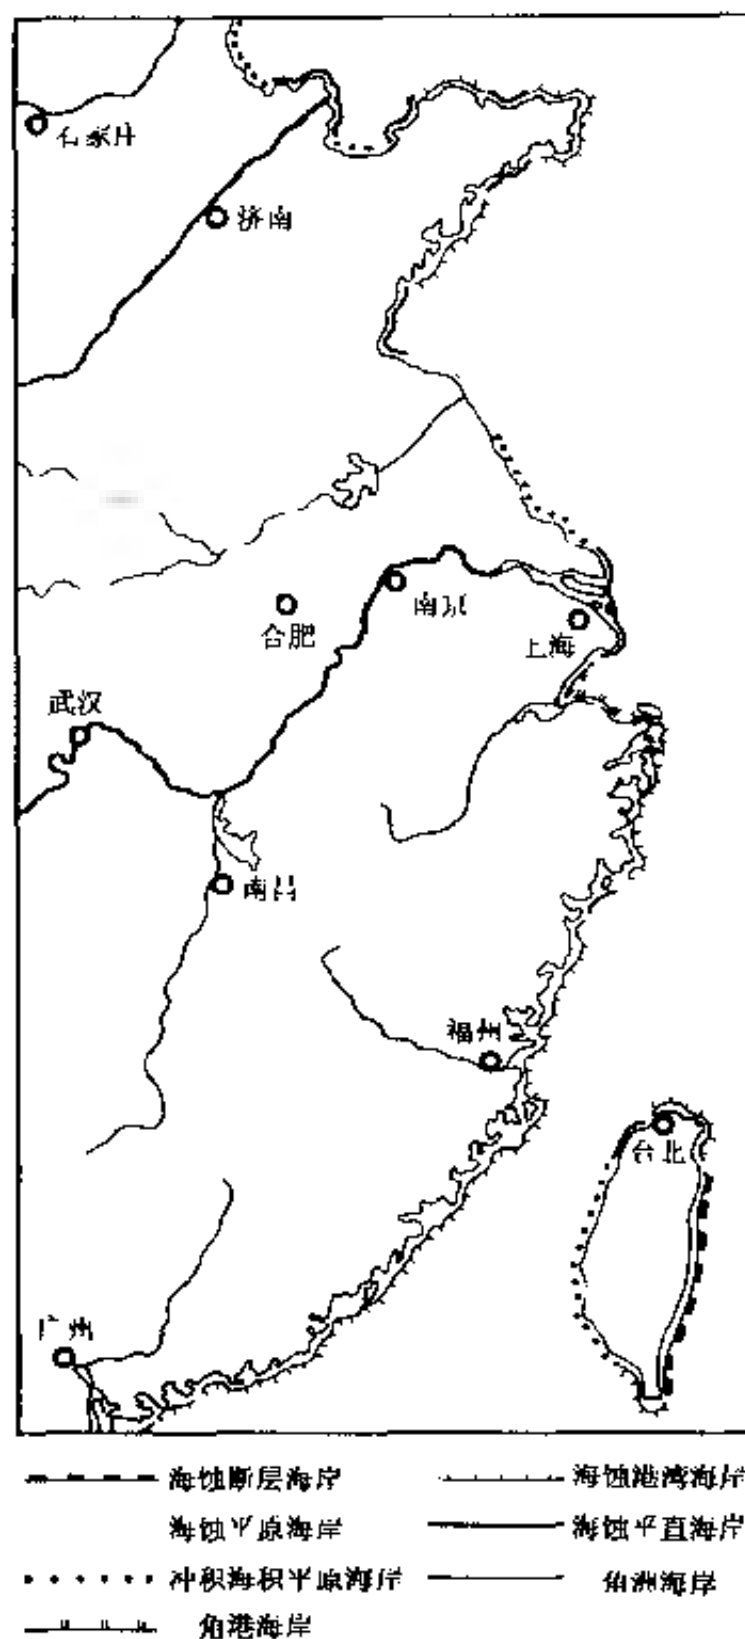 石家庄
济南
南京
合肥
上海
武汉
南昌
福州
台北
广州
海蚀断层海岸
海蚀港湾海岸
海蚀平原海岸
海蚀平直海岸
冲积海积平原海岸
角洲海岸
角港海岸